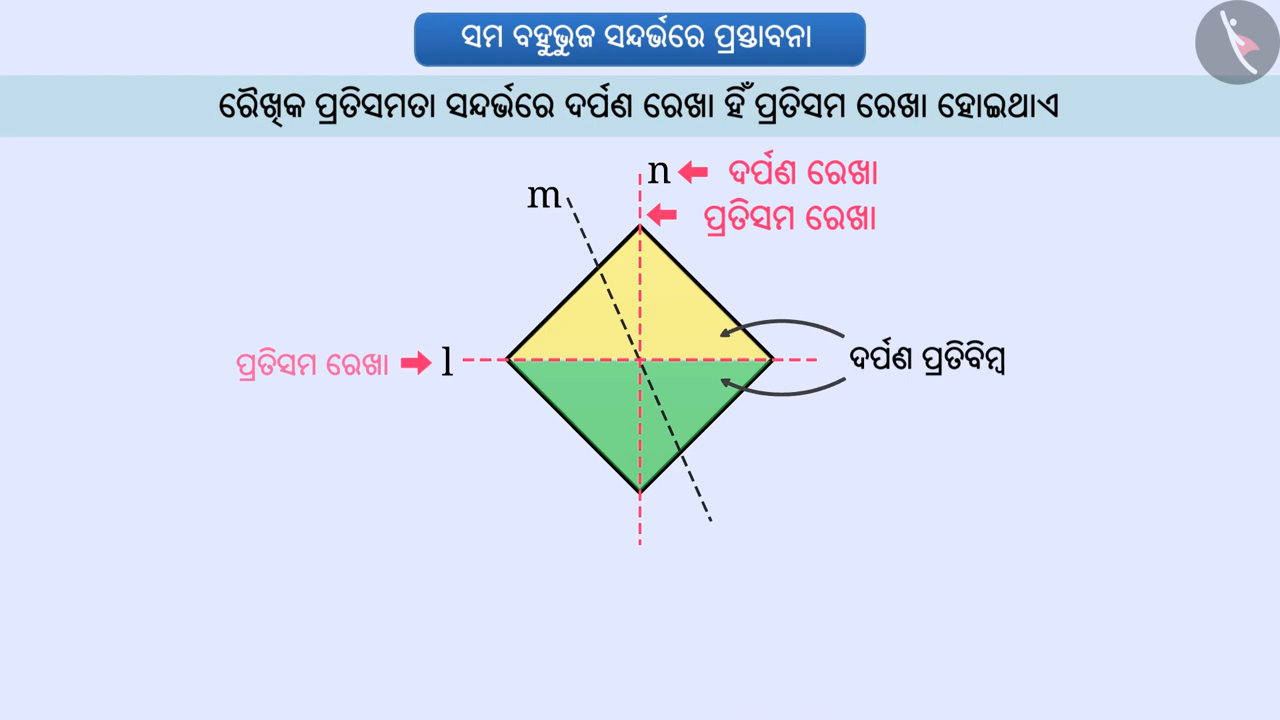 ସମ ବହୁଭୁଜ ସନ୍ଦର୍ଭରେ ପ୍ରସ୍ତାବନା
ରୈଖିକ ପ୍ରତିସମତା ସନ୍ଦର୍ଭରେ ଦର୍ପଣ ରେଖା ହିଁ ପ୍ରତିସମ ରେଖା ହୋଇଥାଏ
n ଦର୍ପଣ ରେଖା
m
ପ୍ରତିସମ ରେଖା
ପ୍ରତିସମ ରେଖା l
ଦର୍ପଣ ପ୍ରତିବିମ୍ବ